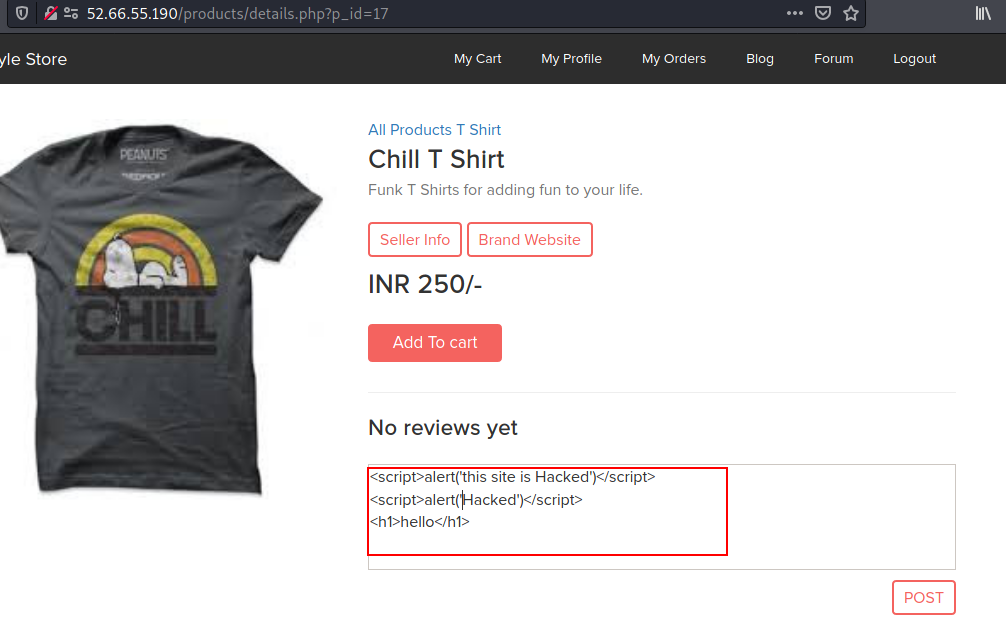 52.66.55.190/products/details.php?p_id=17
yle Store My Cart My Profile My Orders Blog Forum Logout
All Products T Shirt
Chill T Shirt
Funk T Shirts for adding fun to your life.
Seller Info Brand Website
INR 250/-
Add To cart
No reviews yet
<script>alert('this site is Hacked')</script>
<script>alert('Hacked')</script>
<h1>hello</h1>
POST
PEANUTS
CHILL